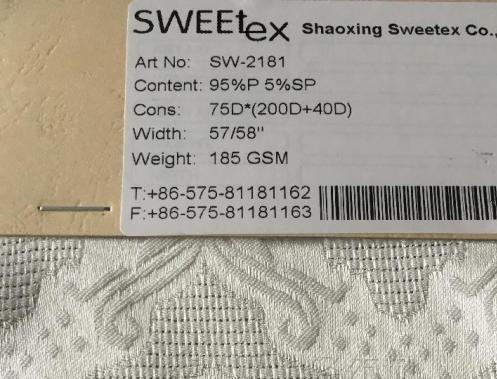 SWEEtex Shaoxing Sweetex Co.,
Art No: SW-2181
Content: 95%P 5%SP
Cons: 75D*(200D+40D)
Width: 57/58"
Weight: 185 GSM
T:+86-575-81181162
F:+86-575-81181163